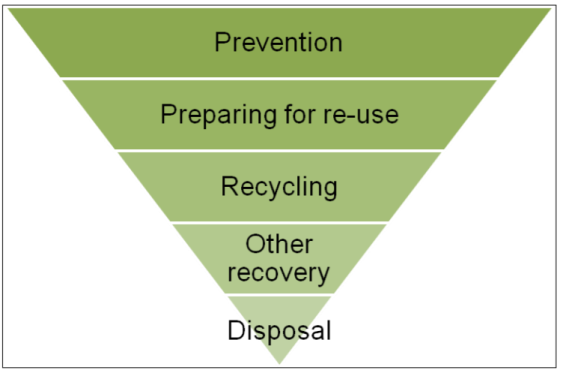 Prevention
Preparing for re-use
Recycling
Other
recovery
Disposal